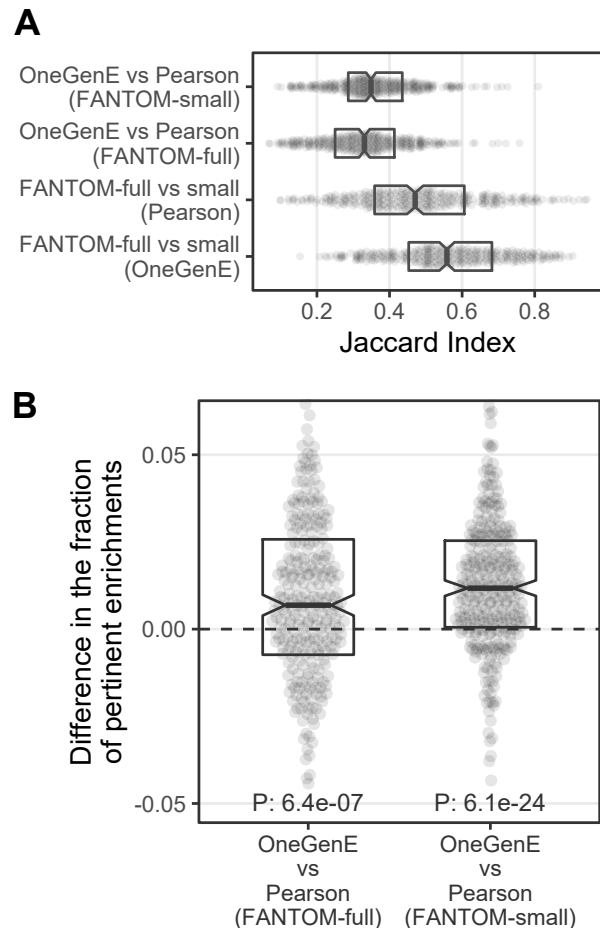 A
OneGenE vs Pearson
(FANTOM-small)
OneGenE vs Pearson
(FANTOM-full)
FANTOM-full vs small
(Pearson)
FANTOM-full vs small
(OneGenE)
0.2 0.4 0.6 0.8
Jaccard Index
B
Difference in the fraction
of pertinent enrichments
0.05
0.00
-0.05
P: 6.4e-07 P: 6.1e-24
OneGenE
vs
Pearson
(FANTOM-full)
OneGenE
vs
Pearson
(FANTOM-small)